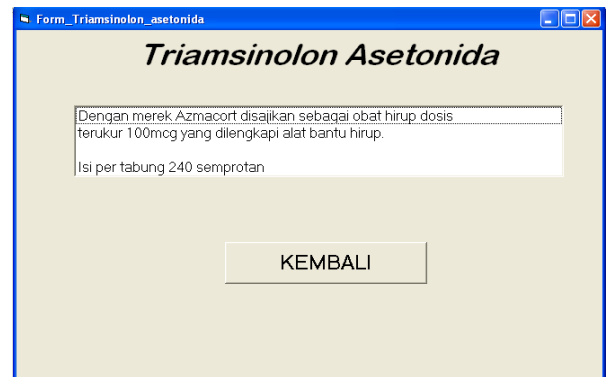 Form_Triamsinolon_asetonida
Triamsinolon Asetonida
Dengan merek Azmacort disajikan sebagai obat hirup dosis
terukur 100mcg yang dilengkapi alat bantu hirup.
Isi per tabung 240 semprotan
KEMBALI